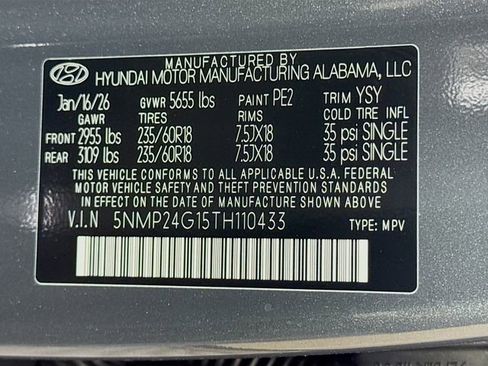 MANUFACTURED BY
HYUNDAI MOTOR MANUFACTURING ALABAMA, LLC
Jan/16/26 GVWR 5655 lbs PAINT PE2 TRIM YSY
GAWR TIRES RIMS COLD TIRE INFL
FRONT 2955 lbs 235/60R18 7.5JX18 35 psi SINGLE
REAR 3109 lbs 235/60R18 7.5JX18 35 psi SINGLE
THIS VEHICLE CONFORMS TO ALL APPLICABLE U.S.A. FEDERAL
MOTOR VEHICLE SAFETY AND THEFT PREVENTION STANDARDS
IN EFFECT ON THE DATE OF MANUFACTURE SHOWN ABOVE
V.I.N 5NMP24G15TH110433 TYPE: MPV